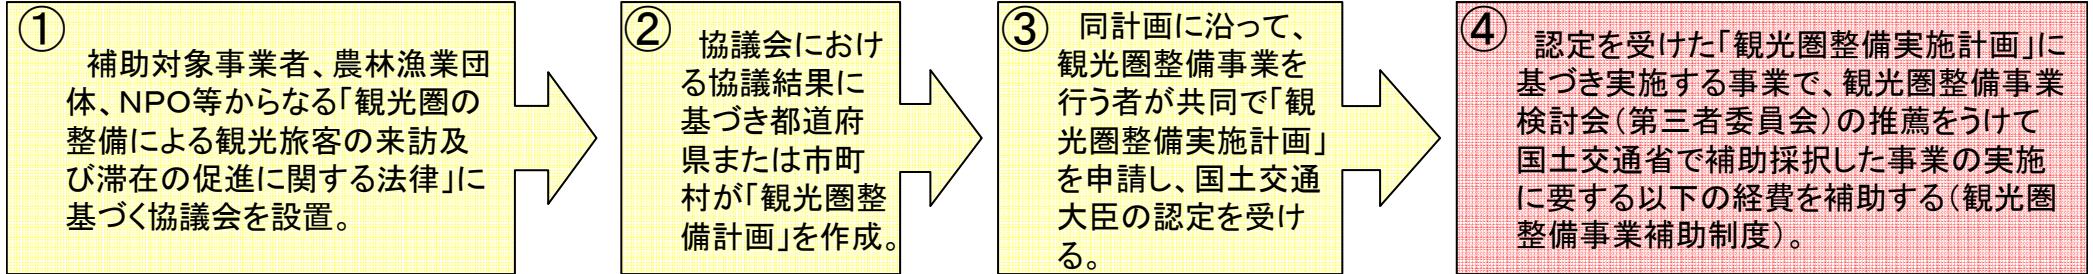 ①
補助対象事業者、農林漁業団
体、NPO等からなる「観光圏の
整備による観光旅客の来訪及
び滞在の促進に関する法律」に
基づく協議会を設置。
②
協議会におけ
る協議結果に
基づき都道府
県または市町
村が「観光圏整
備計画」を作成。
③
同計画に沿って、
観光圏整備事業を
行う者が共同で「観
光圏整備実施計画」
を申請し、国土交通
大臣の認定を受け
る。
④
認定を受けた「観光圏整備実施計画」に
基づき実施する事業で、観光圏整備事業
検討会(第三者委員会)の推薦をうけて
国土交通省で補助採択した事業の実施
に要する以下の経費を補助する(観光圏
整備事業補助制度)。